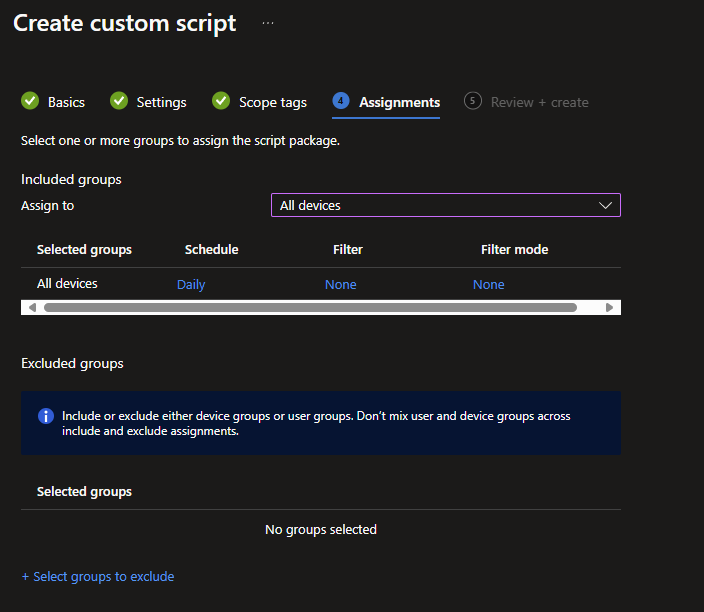 Create custom script ...
Basics Settings Scope tags 4 Assignments 5 Review + create
Select one or more groups to assign the script package.
Included groups
Assign to All devices
Selected groups Schedule Filter Filter mode
All devices Daily None None
Excluded groups
Include or exclude either device groups or user groups. Don’t mix user and device groups across
include and exclude assignments.
Selected groups
No groups selected
+ Select groups to exclude